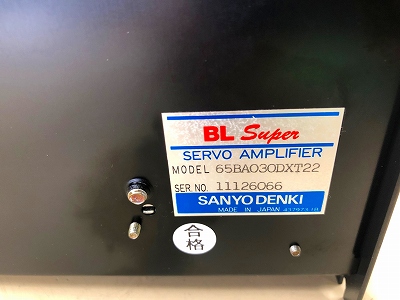 BL Super
SERVO AMPLIFIER
MODEL 65BA030DXT22
SER.NO. 11126066
SANYO DENKI
MADE IN JAPAN
合格